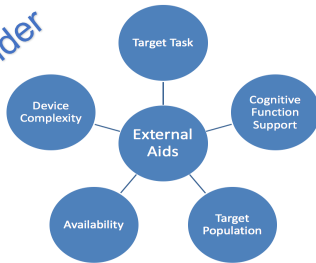 Target Task
Device
Complexity
Cognitive
Function
Support
External
Aids
Availability
Target
Population